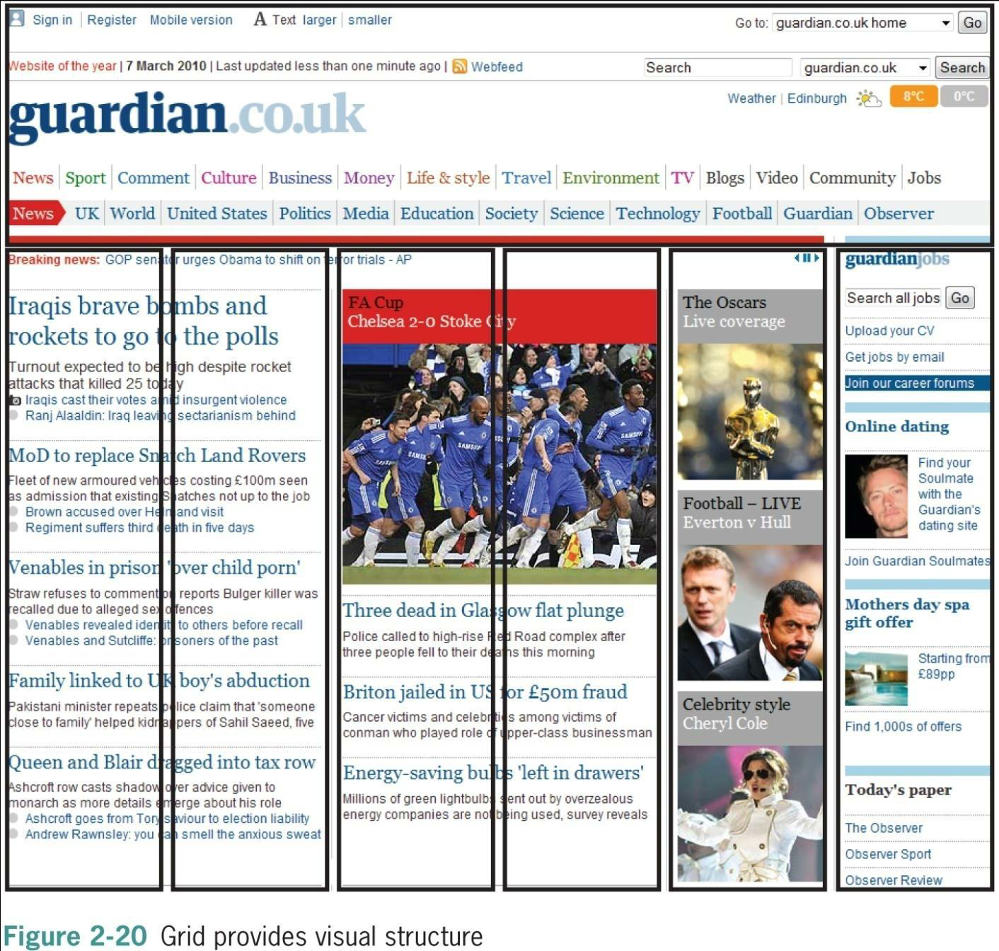 Sign in | Register Mobile version A Text larger | smaller
Go to: guardian.co.uk home Go
Website of the year | 7 March 2010 | Last updated less than one minute ago | Webfeed
Search guardian.co.uk Search
guardian.co.uk
Weather | Edinburgh 8°C 0°C
News Sport Comment Culture Business Money Life & style Travel Environment TV Blogs Video Community Jobs
News UK World United States Politics Media Education Society Science Technology Football Guardian Observer
Breaking news: GOP senator urges Obama to shift on terror trials - AP
Iraqis brave bombs and
rockets to go to the polls
Turnout expected to be high despite rocket
attacks that killed 25 today
Iraqis cast their votes amid insurgent violence
Ranj Alaaldin: Iraq leaving sectarianism behind
MoD to replace Snatch Land Rovers
Fleet of new armoured vehicles costing £100m seen
as admission that existing Snatches not up to the job
Brown accused over Helmand visit
Regiment suffers third death in five days
Venables in prison 'over child porn'
Straw refuses to comment on reports Bulger killer was
recalled due to alleged sex offences
Venables revealed identity to others before recall
Venables and Sutcliffe: prisoners of the past
Family linked to UK boy's abduction
Pakistani minister repeats police claim that 'someone
close to family' helped kidnappers of Sahil Saeed, five
Queen and Blair dragged into tax row
Ashcroft row casts shadow over advice given to
monarch as more details emerge about his role
Ashcroft goes from Tory saviour to election liability
Andrew Rawnsley: you can smell the anxious sweat
FA Cup
Chelsea 2-0 Stoke City
SAMSUNG
SAMSUNG
Three dead in Glasgow flat plunge
Police called to high-rise Red Road complex after
three people fell to their deaths this morning
Briton jailed in US for £50m fraud
Cancer victims and celebrities among victims of
conman who played role of upper-class businessman
Energy-saving bulbs 'left in drawers'
Millions of green lightbulbs sent out by overzealous
energy companies are not being used, survey reveals
The Oscars
Live coverage
Football – LIVE
Everton v Hull
Celebrity style
Cheryl Cole
guardianjobs
Search all jobs Go
Upload your CV
Get jobs by email
Join our career forums
Online dating
Find your
Soulmate
with the
Guardian's
dating site
Join Guardian Soulmates
Mothers day spa
gift offer
Starting from
£89pp
Find 1,000s of offers
Today's paper
The Observer
Observer Sport
Observer Review
Figure 2-20 Grid provides visual structure